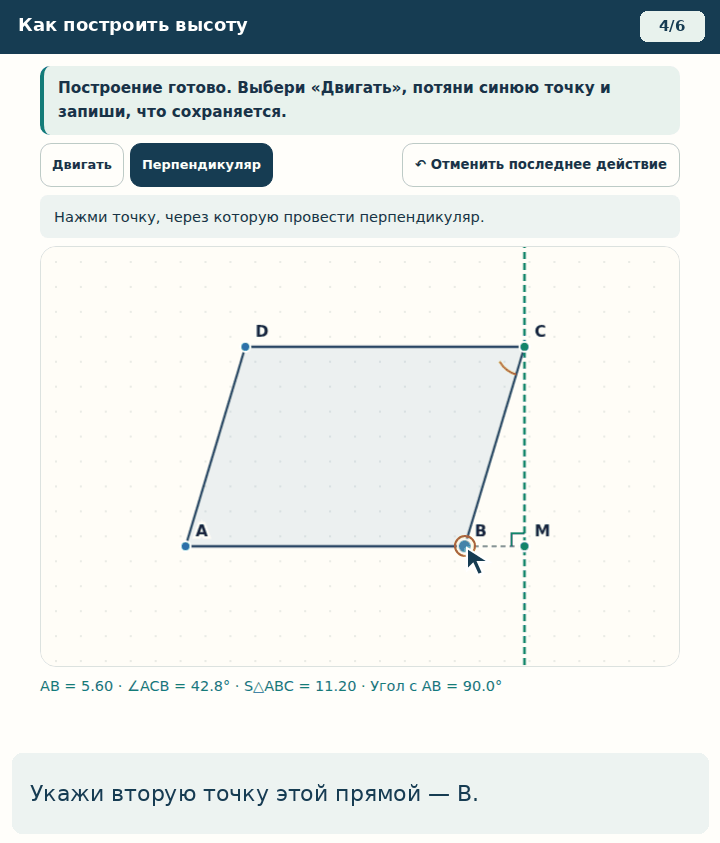 Как построить высоту
4/6
Построение готово. Выбери «Двигать», потяни синюю точку и
запиши, что сохраняется.
Двигать
Перпендикуляр
↶ Отменить последнее действие
Нажми точку, через которую провести перпендикуляр.
D
C
A
B
M
AB = 5.60 · ∠ACB = 42.8° · S△ABC = 11.20 · Угол с AB = 90.0°
Укажи вторую точку этой прямой — B.